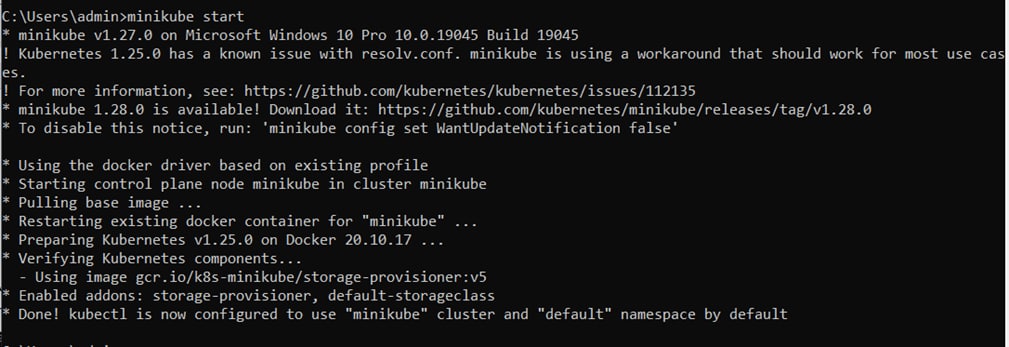 C:\Users\admin>minikube start
* minikube v1.27.0 on Microsoft Windows 10 Pro 10.0.19045 Build 19045
! Kubernetes 1.25.0 has a known issue with resolv.conf. minikube is using a workaround that should work for most use cas
es.
! For more information, see: https://github.com/kubernetes/kubernetes/issues/112135
* minikube 1.28.0 is available! Download it: https://github.com/kubernetes/minikube/releases/tag/v1.28.0
* To disable this notice, run: 'minikube config set WantUpdateNotification false'
* Using the docker driver based on existing profile
* Starting control plane node minikube in cluster minikube
* Pulling base image ...
* Restarting existing docker container for "minikube" ...
* Preparing Kubernetes v1.25.0 on Docker 20.10.17 ...
* Verifying Kubernetes components...
  - Using image gcr.io/k8s-minikube/storage-provisioner:v5
* Enabled addons: storage-provisioner, default-storageclass
* Done! kubectl is now configured to use "minikube" cluster and "default" namespace by default